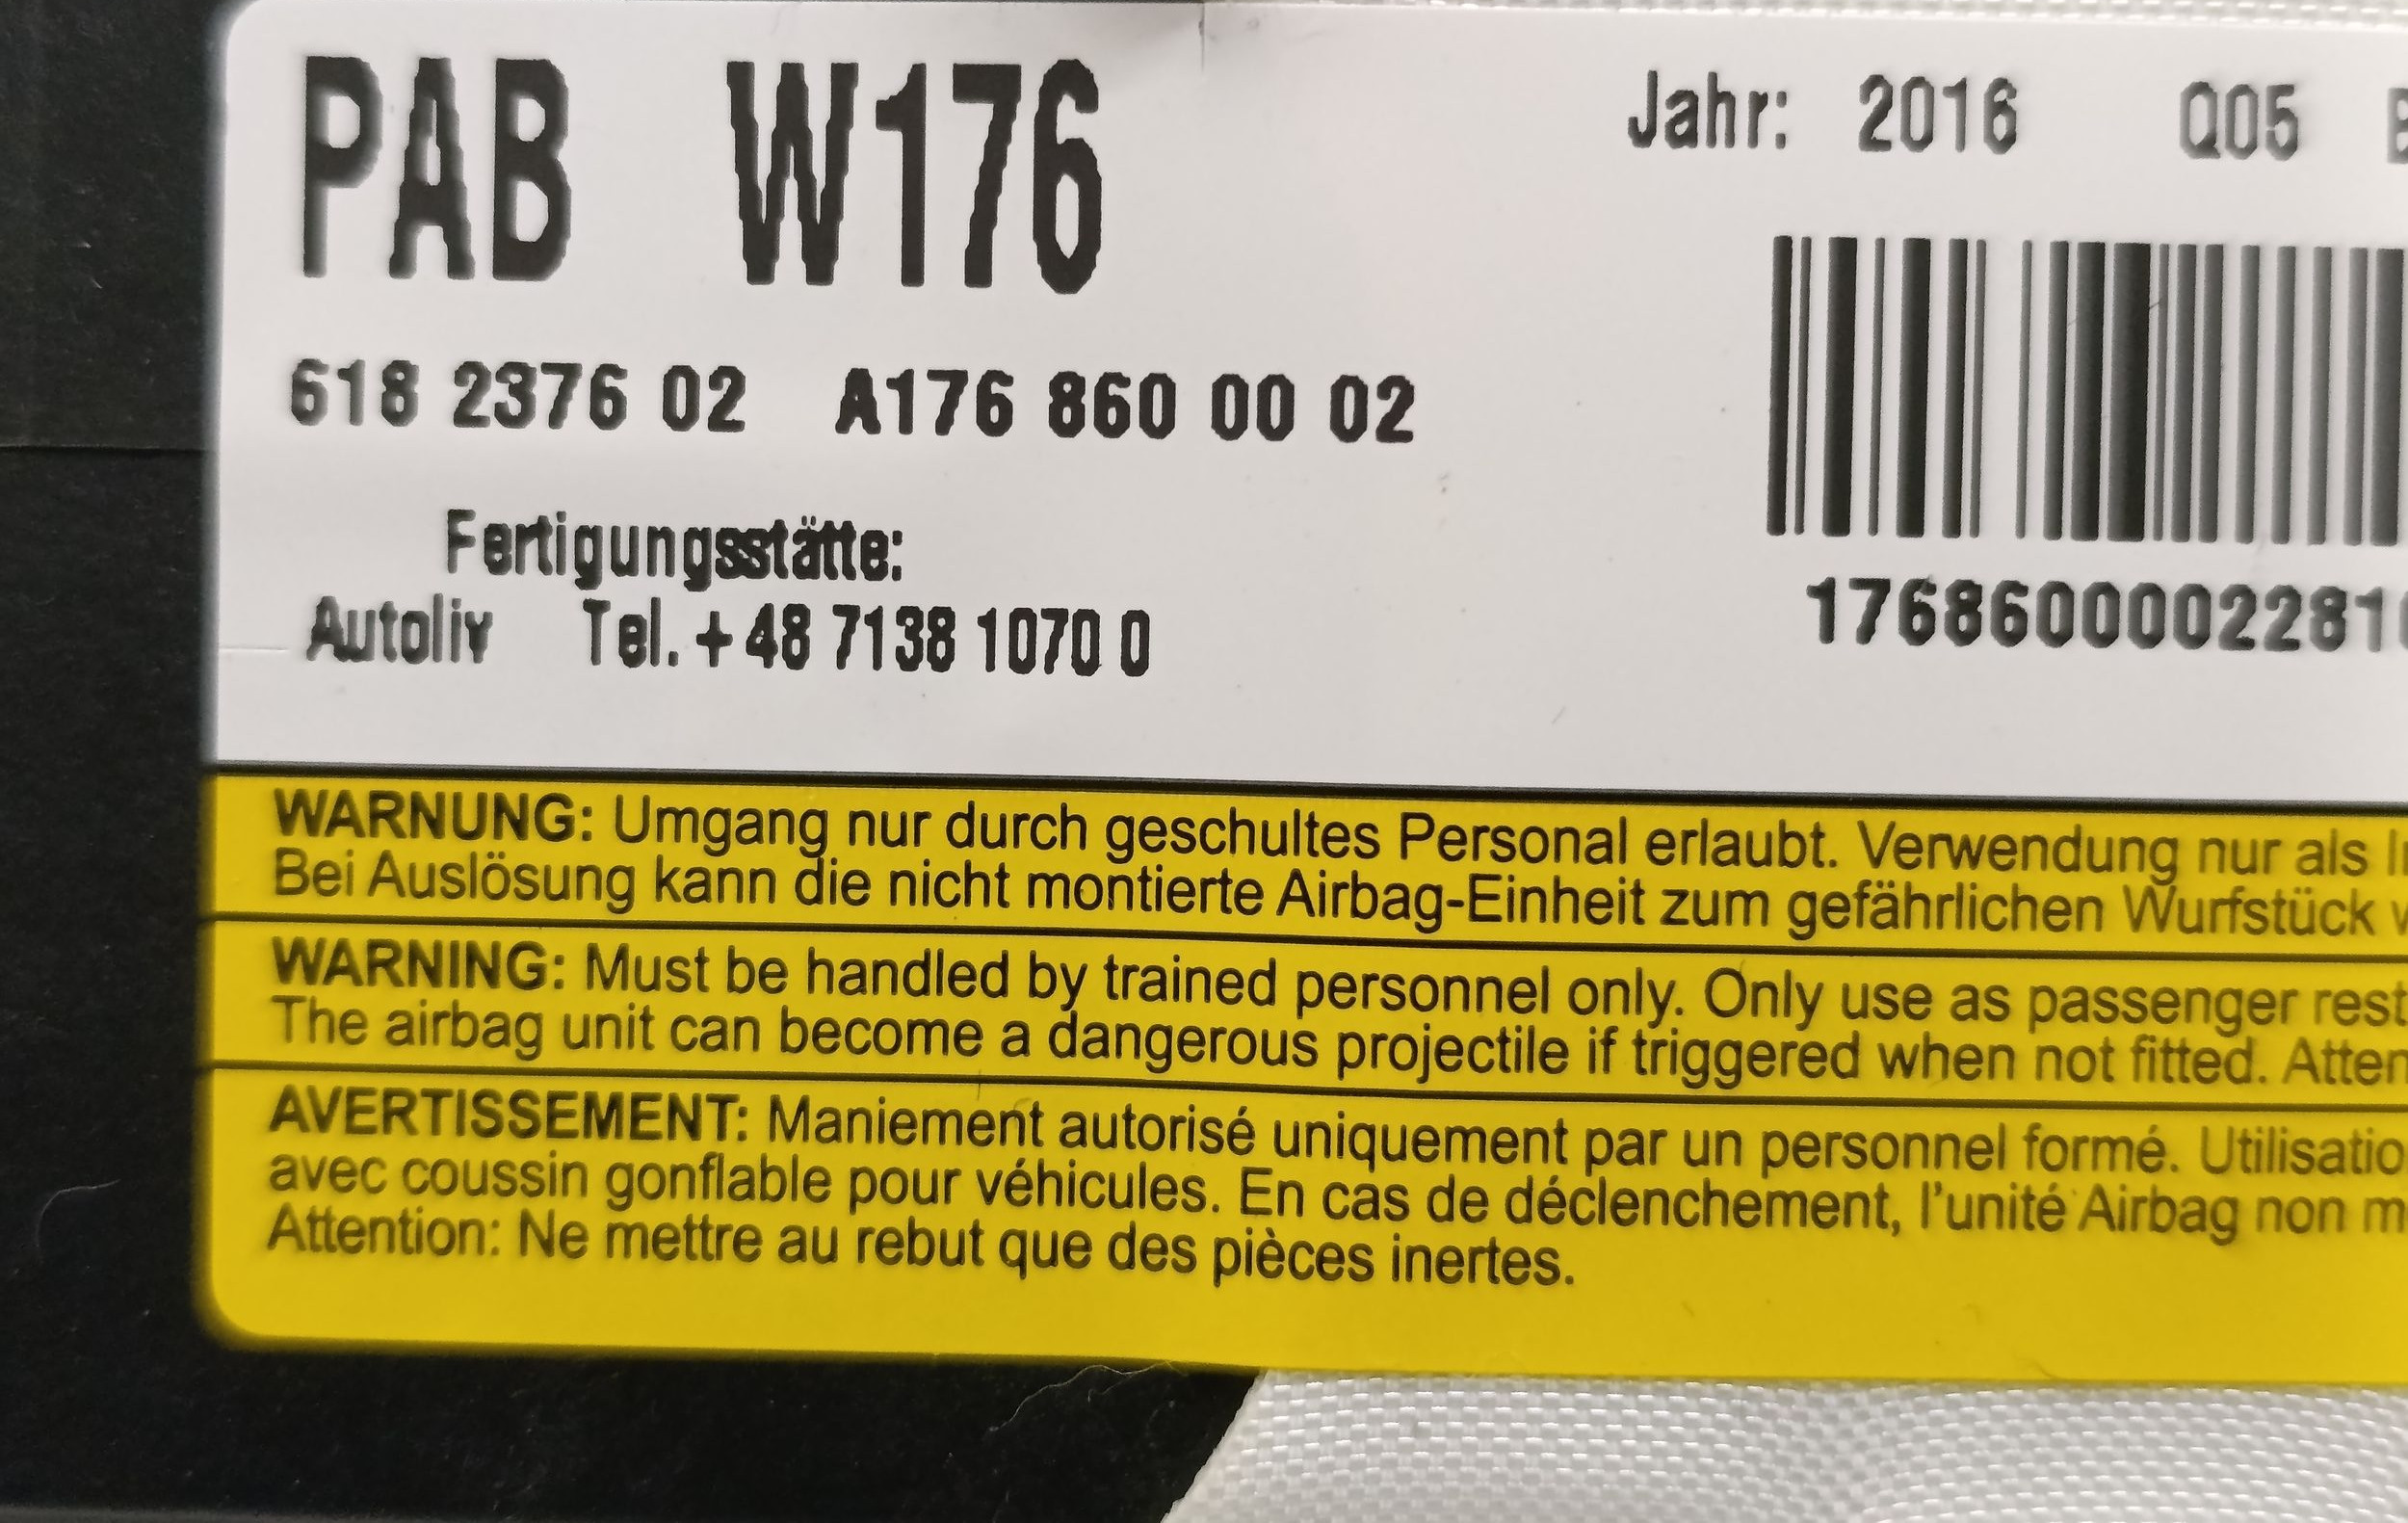 PAB W176
Jahr: 2016 Q05
618 2376 02 A176 860 00 02
Fertigungsstätte:
Autoliv Tel. +48 7138 1070 0
1768600002281
WARNUNG: Umgang nur durch geschultes Personal erlaubt. Verwendung nur als
Bei Auslösung kann die nicht montierte Airbag-Einheit zum gefährlichen Wurfstück
WARNING: Must be handled by trained personnel only. Only use as passenger rest
The airbag unit can become a dangerous projectile if triggered when not fitted. Atten
AVERTISSEMENT: Maniement autorisé uniquement par un personnel formé. Utilisatio
avec coussin gonflable pour véhicules. En cas de déclenchement, l'unité Airbag non m
Attention: Ne mettre au rebut que des pièces inertes.